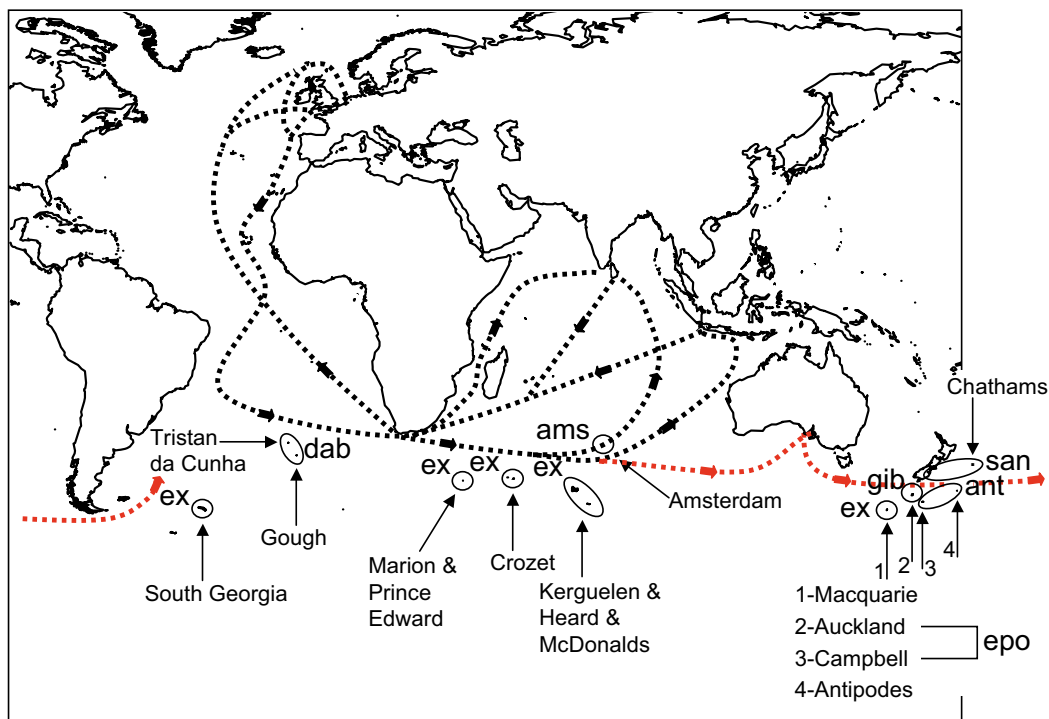 Chathams
Tristan
da Cunha
dab
ams
ex
ex
ex
ex
ex
gib
san
ant
Amsterdam
Gough
South Georgia
Marion &
Prince
Edward
Crozet
Kerguelen &
Heard &
McDonalds
1
2
3
4
1-Macquarie
2-Auckland
3-Campbell
epo
4-Antipodes